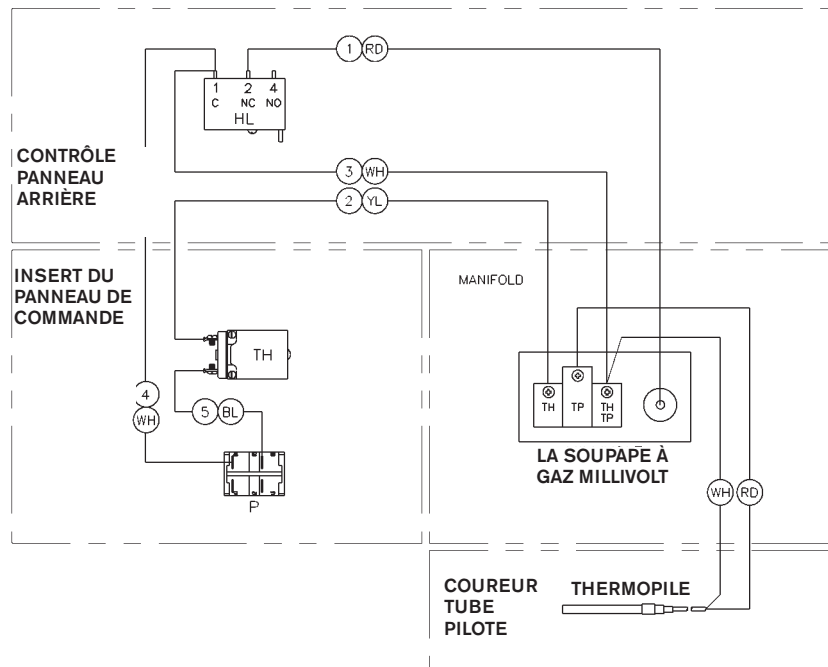 1 RD
1 2 4
C NC NO
HL
CONTRÔLE
PANNEAU
ARRIÈRE
3 WH
2 YL
INSERT DU
PANNEAU DE
COMMANDE
MANIFOLD
TH
TH
TP
TH
TP
4
WH
5 BL
LA SOUPAPE À
GAZ MILLIVOLT
P
WH RD
COUREUR
TUBE
PILOTE
THERMOPILE